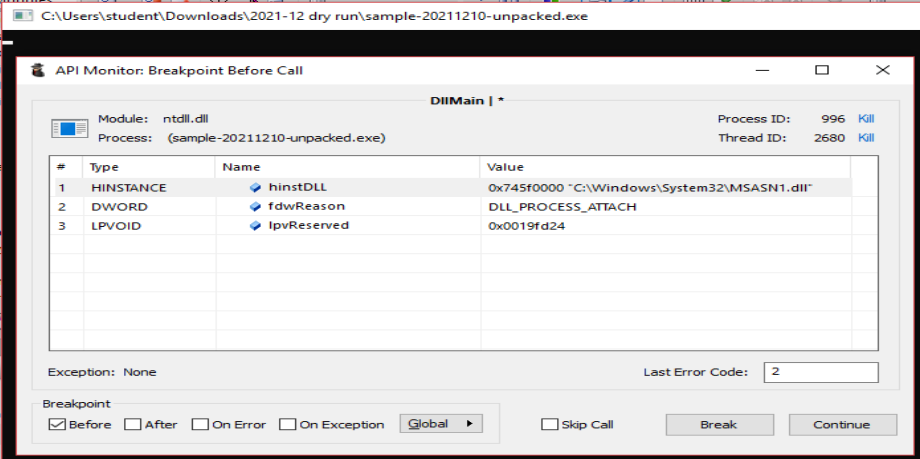 C:\Users\student\Downloads\2021-12 dry run\sample-20211210-unpacked.exe
API Monitor: Breakpoint Before Call
DllMain | *
Module: ntdll.dll Process ID: 996 Kill
Process: (sample-20211210-unpacked.exe) Thread ID: 2680 Kill
# Type Name Value
1 HINSTANCE hinstDLL 0x745f0000 "C:\Windows\System32\MSASN1.dll"
2 DWORD fdwReason DLL_PROCESS_ATTACH
3 LPVOID lpvReserved 0x0019fd24
Exception: None Last Error Code: 2
Breakpoint
Before After On Error On Exception Global Skip Call Break Continue